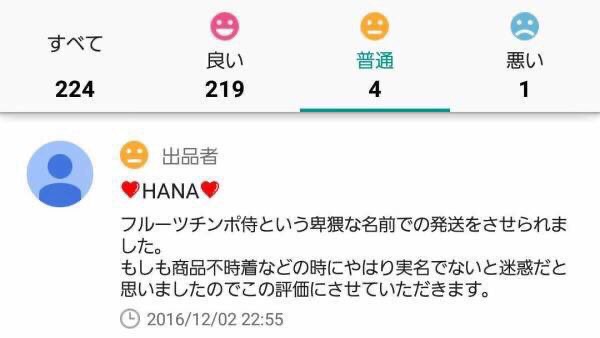 すべて
224
良い
219
普通
4
悪い
1
出品者
❤HANA❤
フルーツチンポ侍という卑猥な名前での発送をさせられま
した。
もしも商品不時着などの時にやはり実名でないと迷惑だと
思いましたのでこの評価にさせていただきます。
2016/12/02 22:55